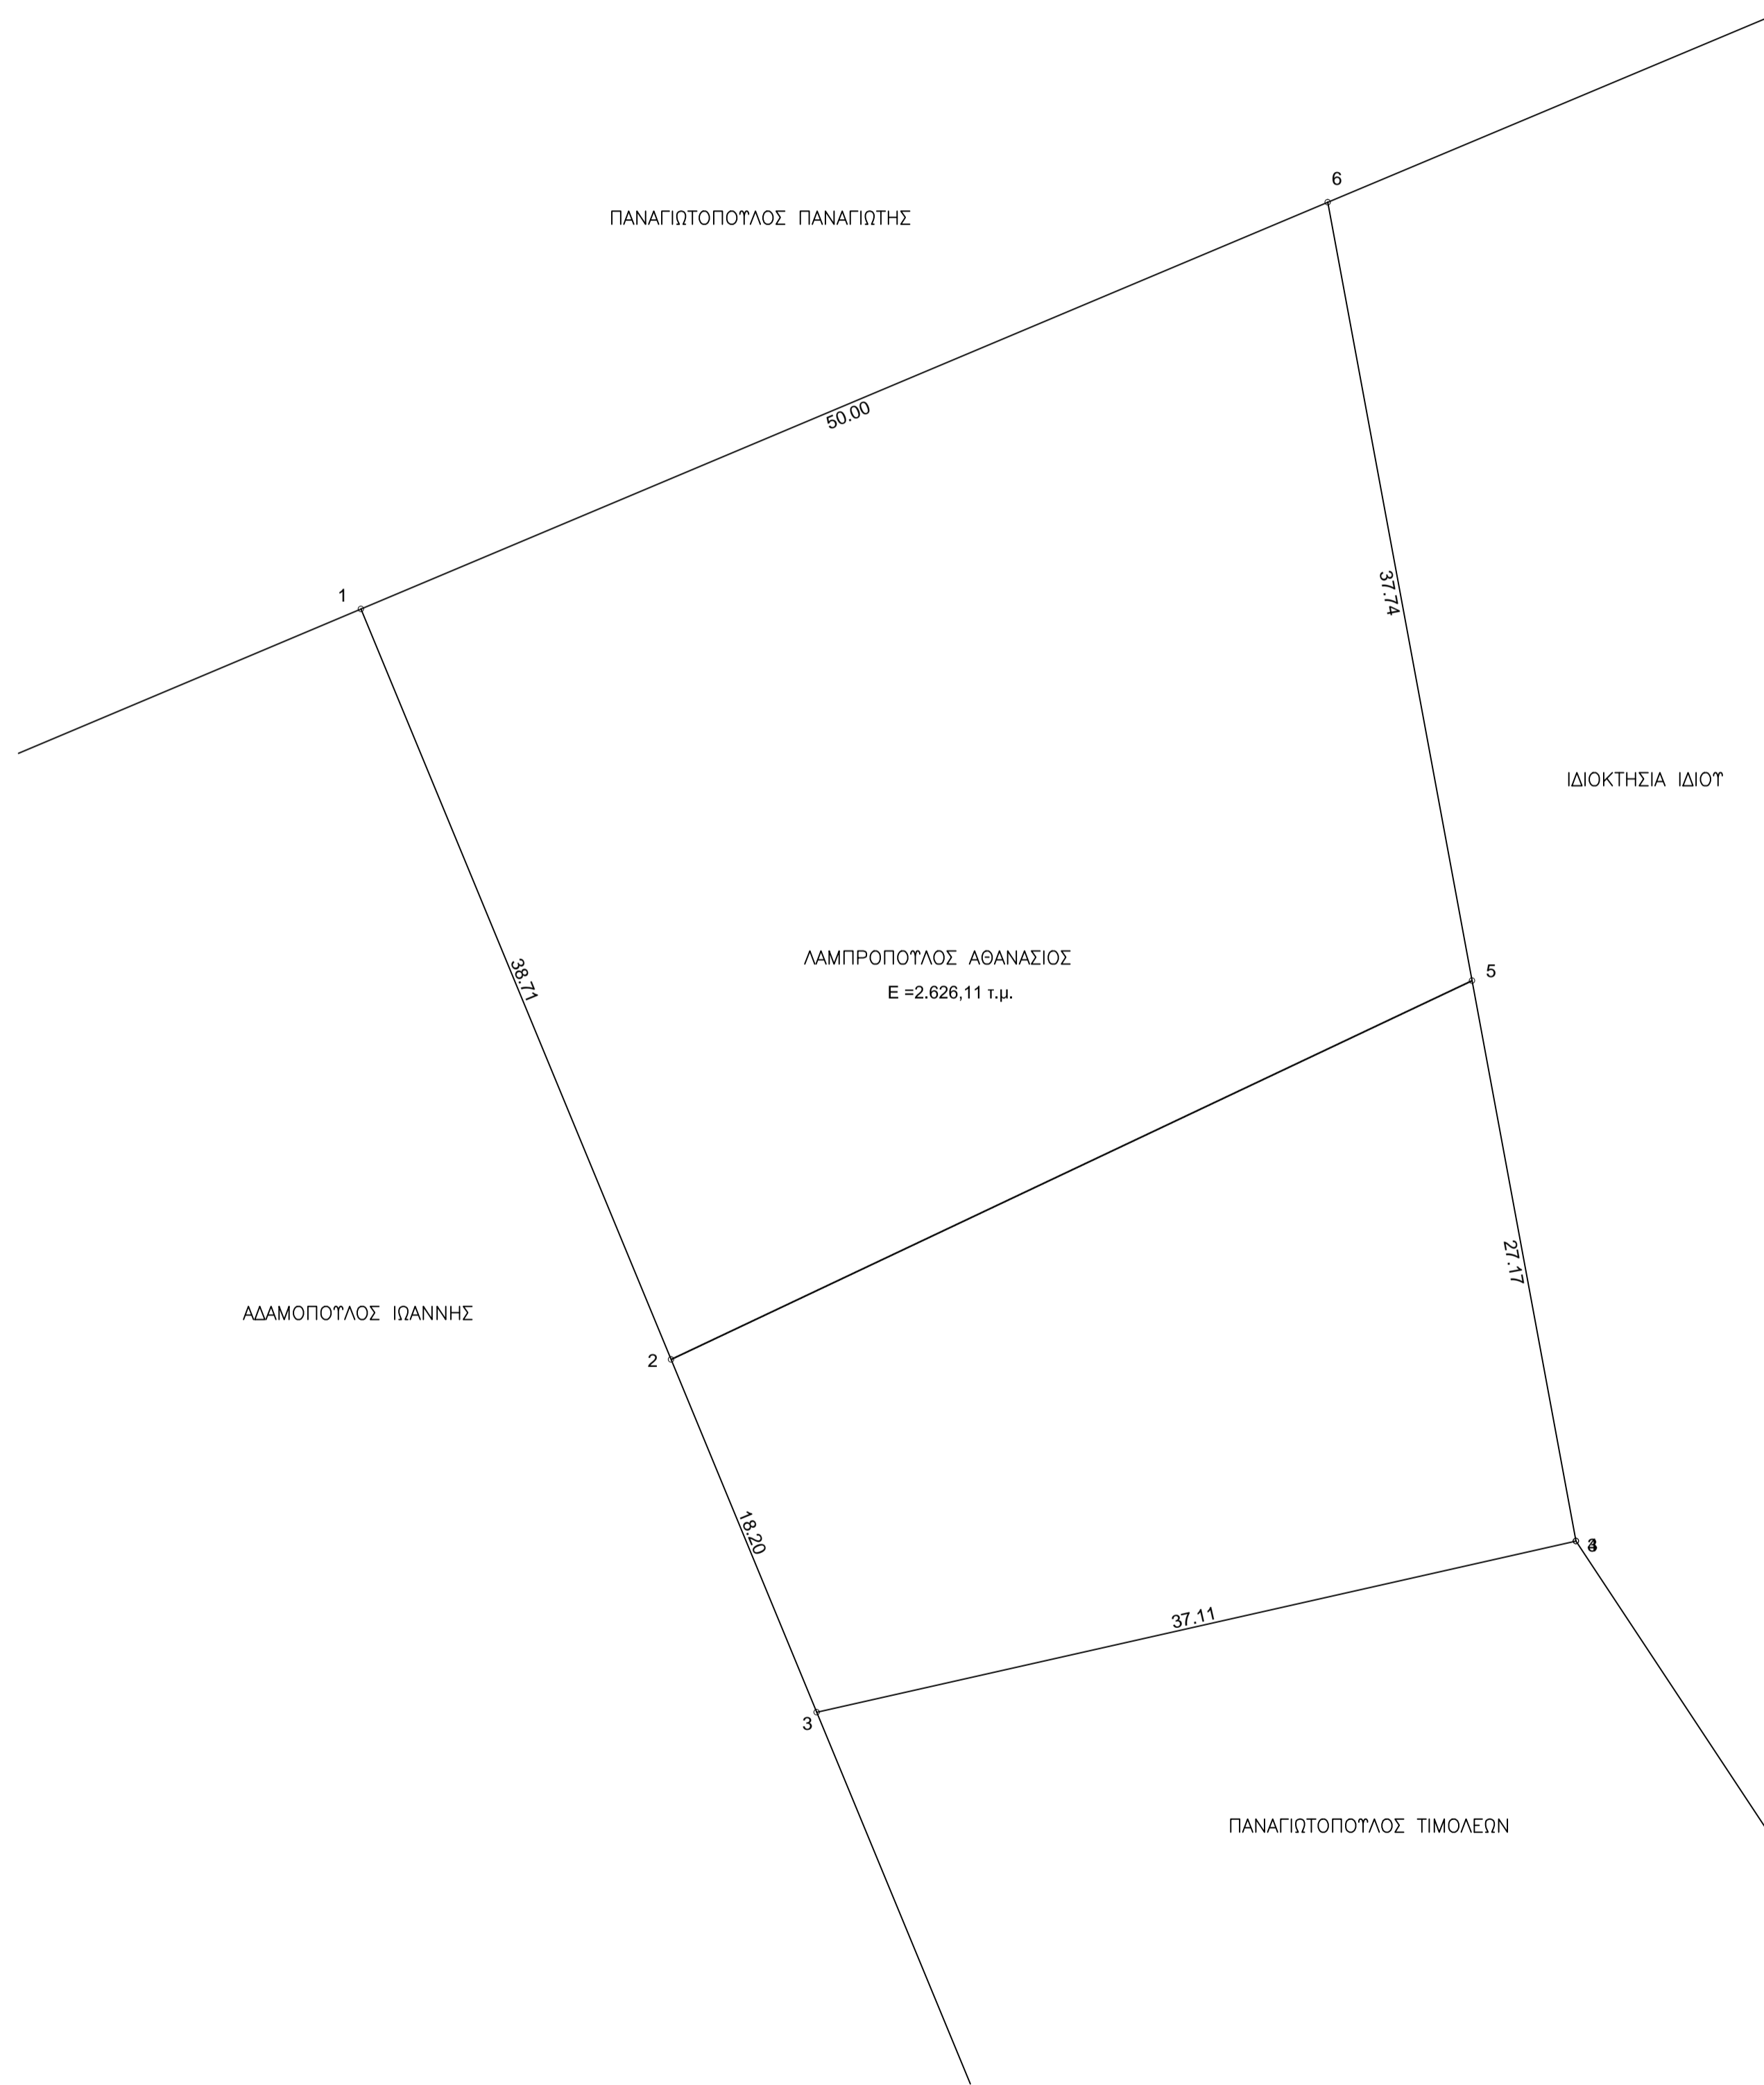 6
ΠΑΝΑΓΙΩΤΟΠΟΥΛΟΣ ΠΑΝΑΓΙΩΤΗΣ
50.00
1
37.74
ΙΔΙΟΚΤΗΣΙΑ ΙΔΙΟΥ
ΛΑΜΠΡΟΠΟΥΛΟΣ ΑΘΑΝΑΣΙΟΣ
Ε =2.626,11 τ.μ.
38.71
5
27.17
ΑΔΑΜΟΠΟΥΛΟΣ ΙΩΑΝΝΗΣ
2
18.20
37.11
3
ΠΑΝΑΓΙΩΤΟΠΟΥΛΟΣ ΤΙΜΟΛΕΩΝ